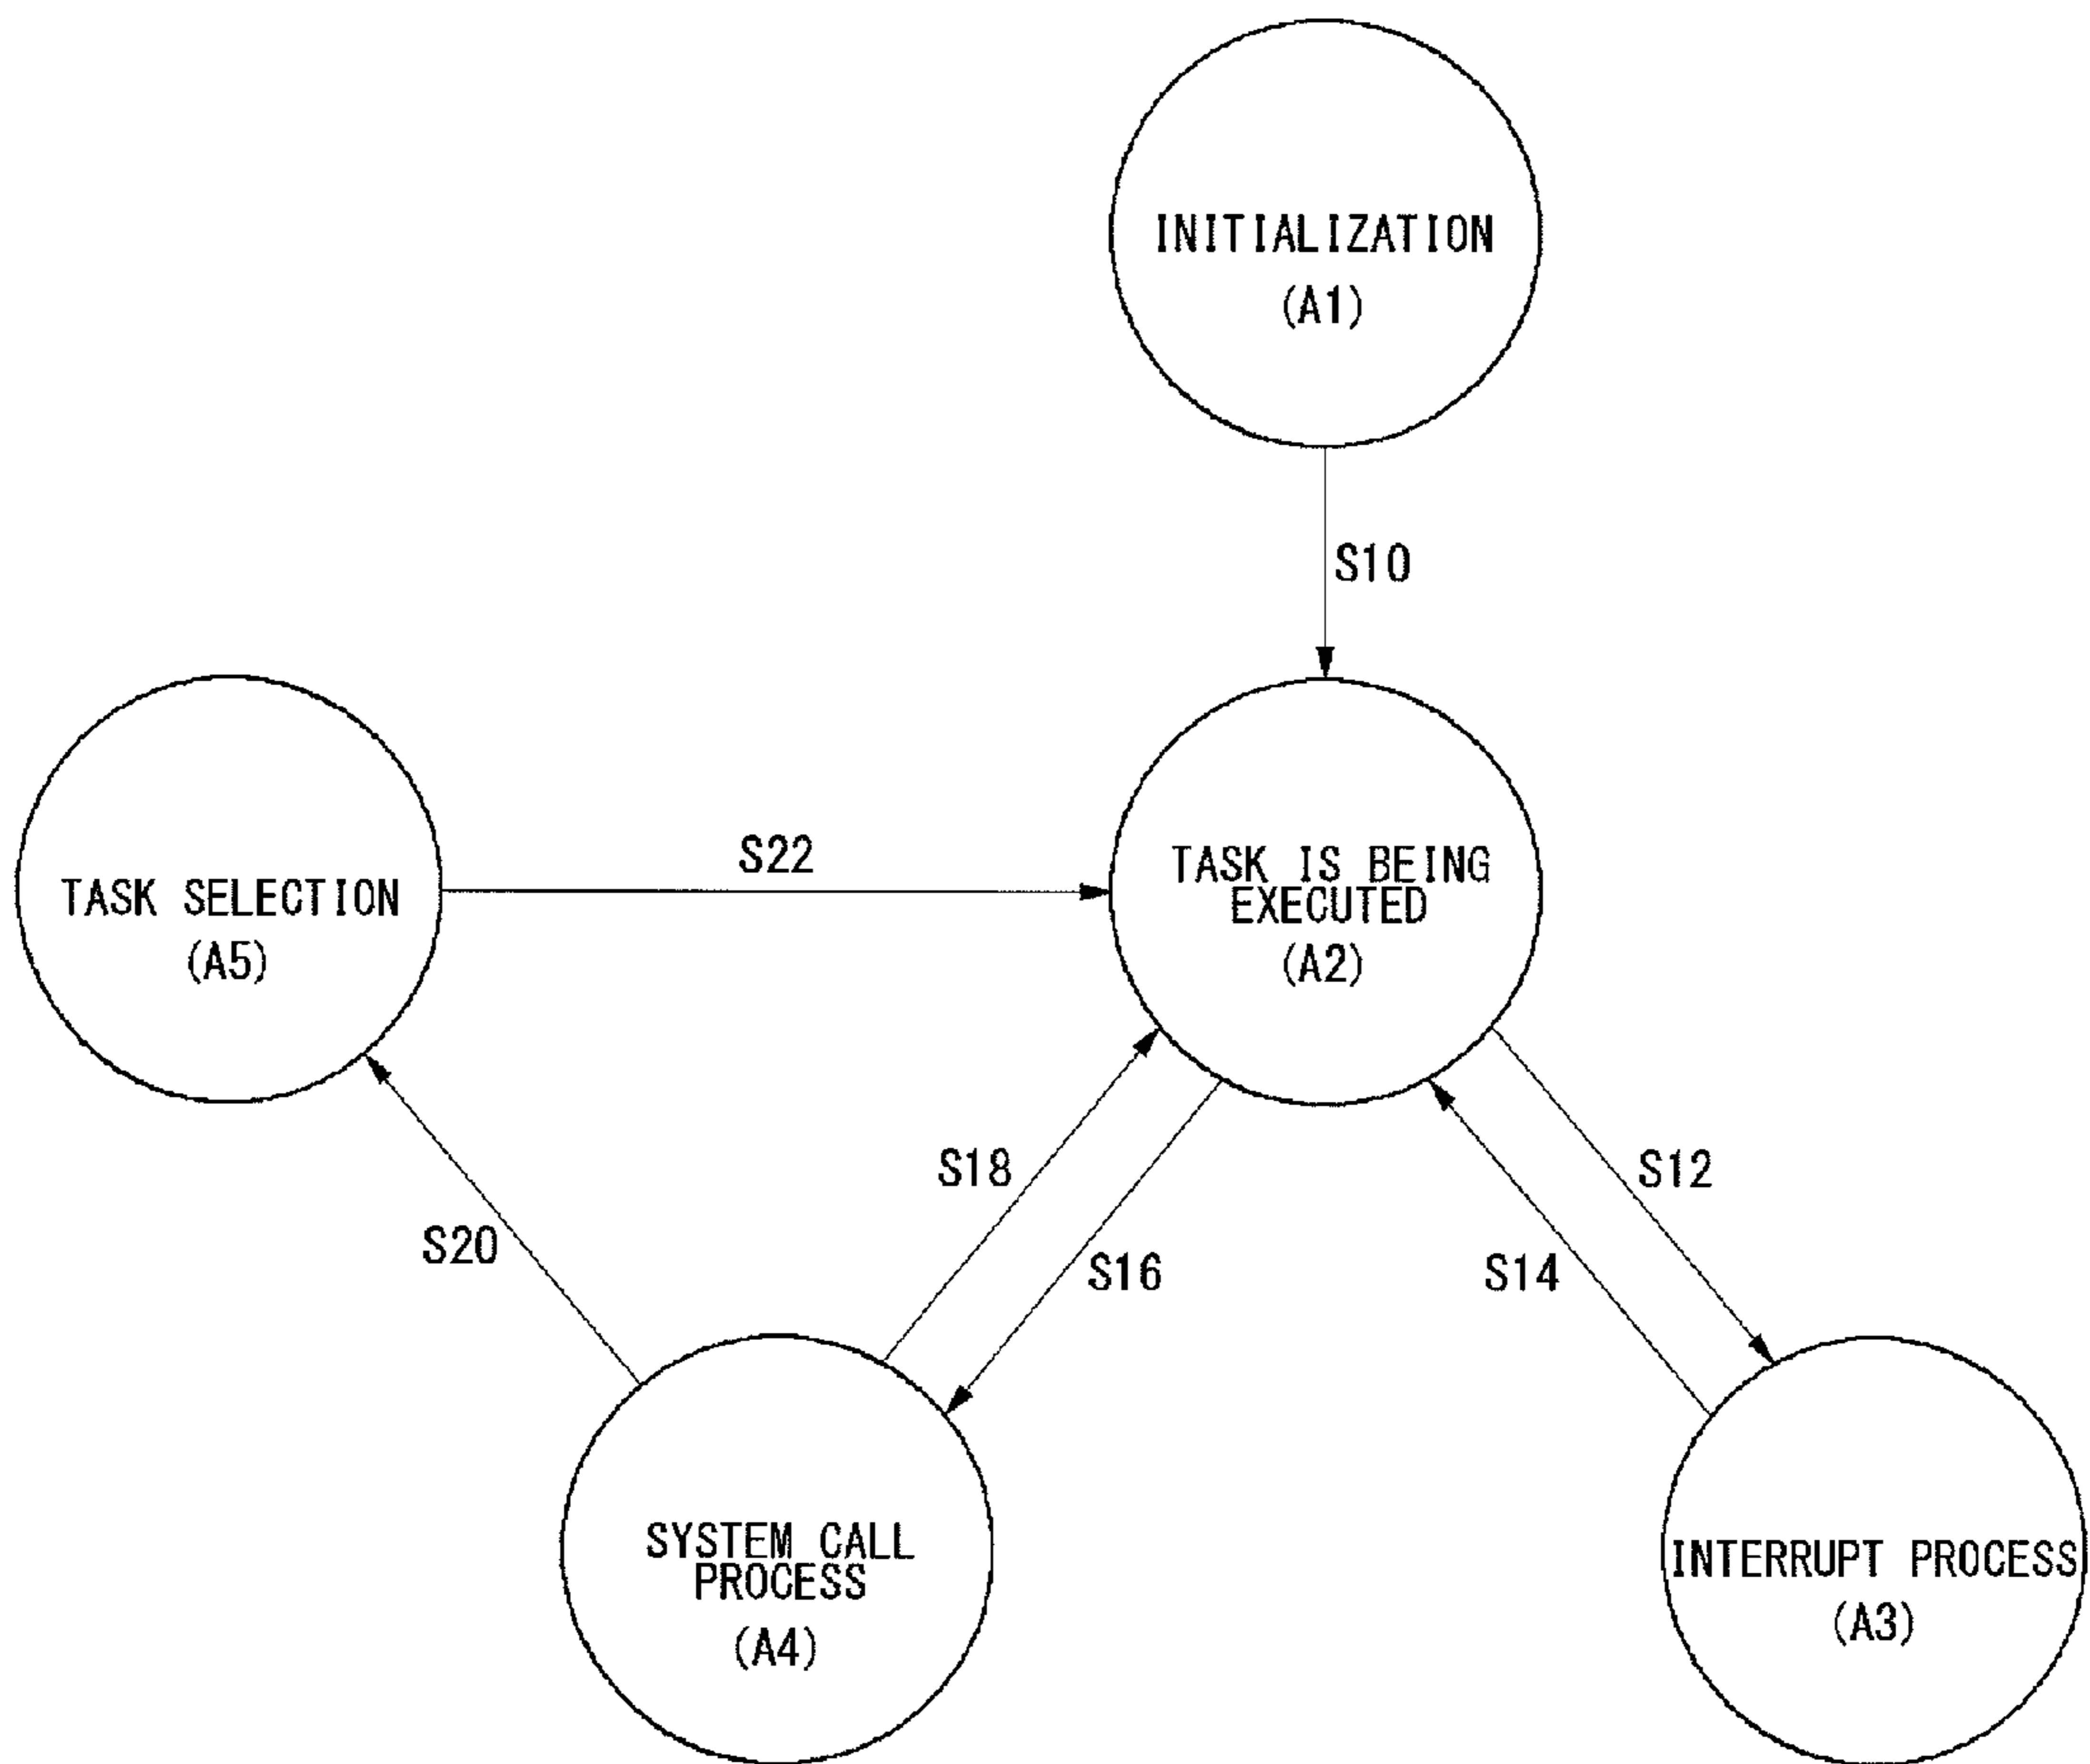 INITIALIZATION
(A1)
S10
S22
TASK IS BEING
EXECUTED
(A2)
TASK SELECTION
(A5)
S18
S12
S20
S16
S14
SYSTEM CALL
PROCESS
(A4)
INTERRUPT PROCESS
(A3)